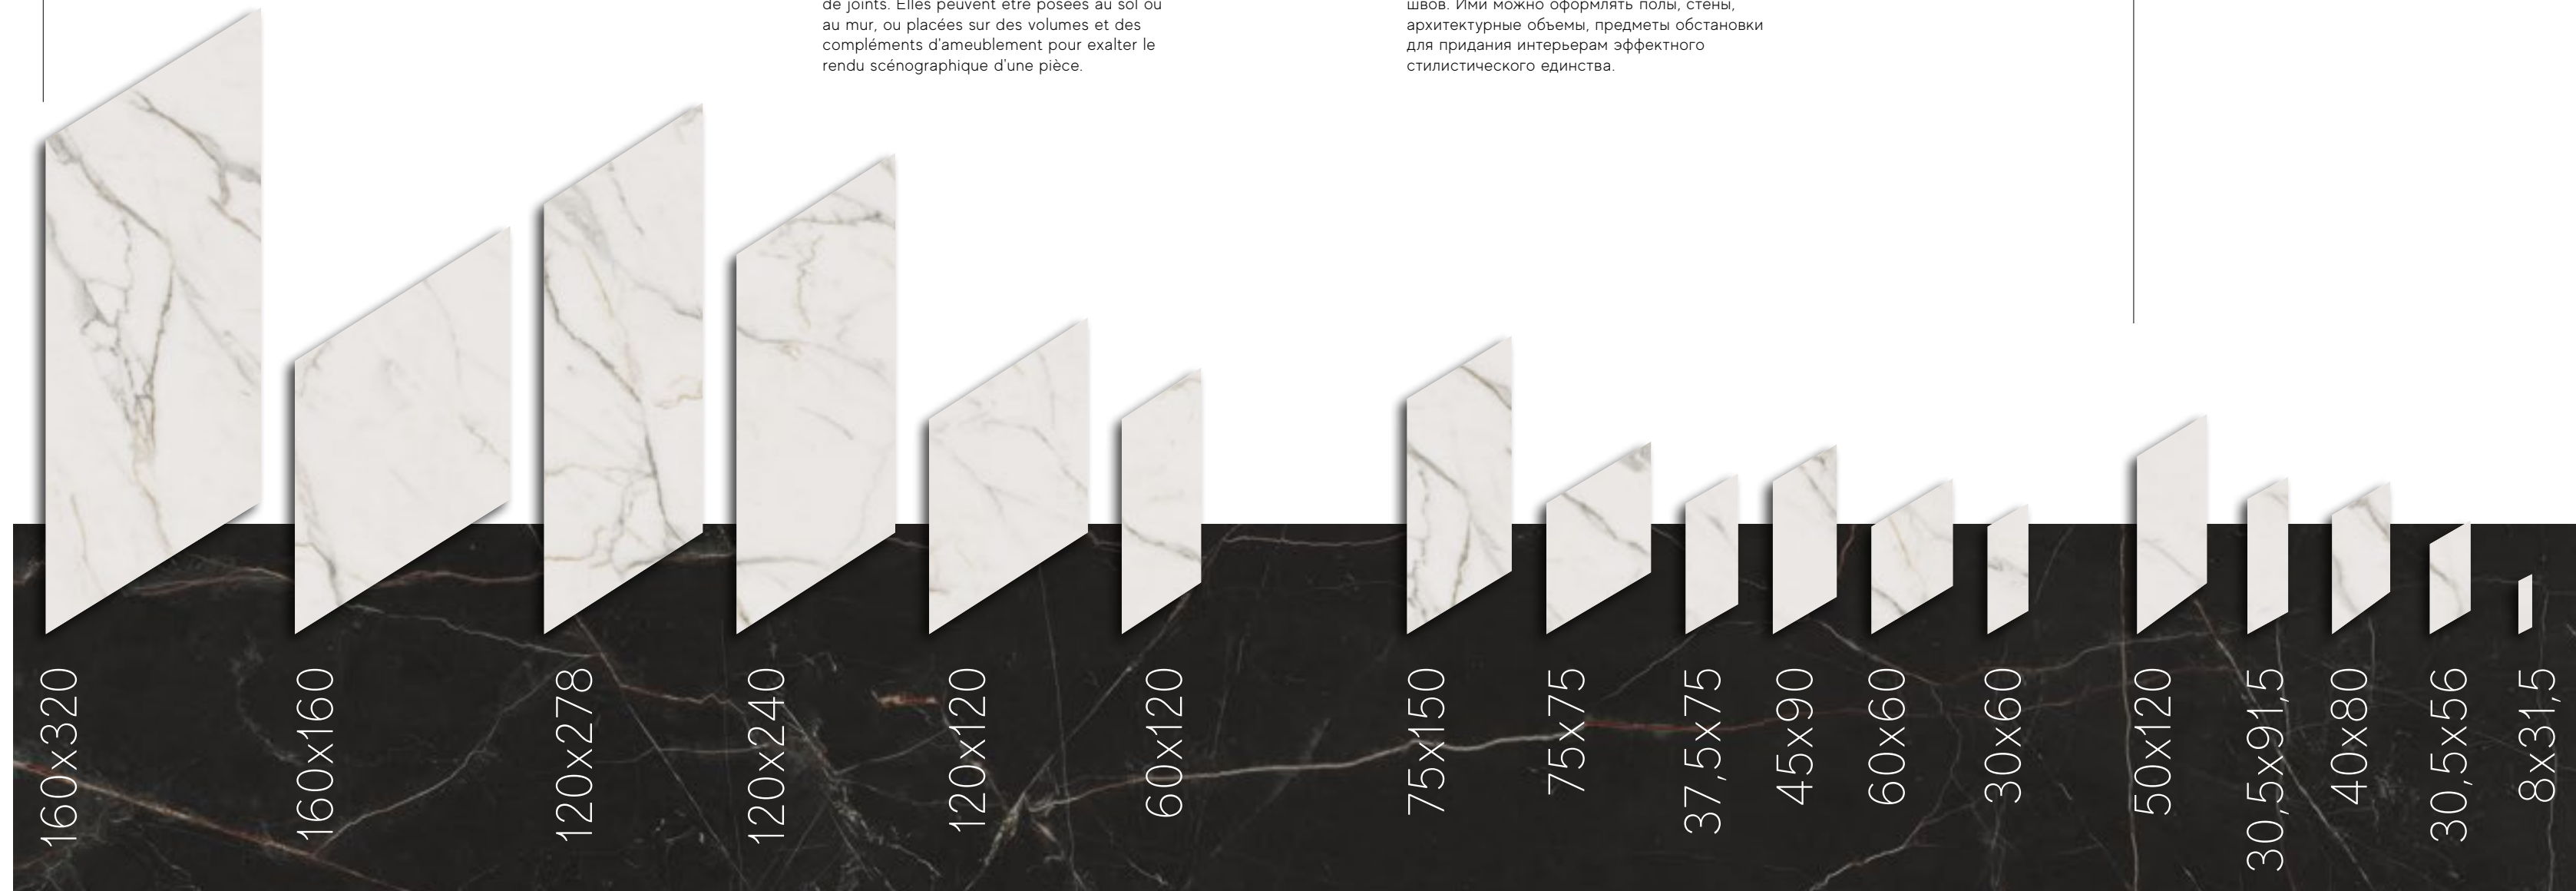 de joints. Elles peuvent être posées au sol ou
au mur, ou placées sur des volumes et des
compléments d'ameublement pour exalter le
rendu scénographique d'une pièce.
швов. Ими можно оформлять полы, стены,
архитектурные объемы, предметы обстановки
для придания интерьерам эффектного
стилистического единства.
160x320
160x160
120x278
120x240
120x120
60x120
75x150
75x75
37,5x75
45x90
60x60
30x60
50x120
30,5x91,5
40x80
30,5x56
8x31,5